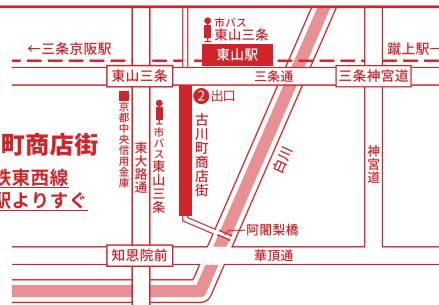 市バス
東山三条
←三条京阪駅
東山駅
蹴上駅→
東山三条
三条通
三条神宮道
②出口
京都中央信用金庫
市バス東山三条
東大路通
古川町商店街
白川
神宮道
町商店街
鉄東西線
駅よりすぐ
阿闍梨橋
知恩院前
華頂通